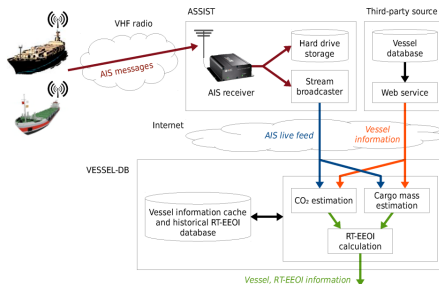 ASSIST
Third-party source
VHF radio
Hard drive
storage
Vessel
database
AIS messages
AIS receiver
Stream
broadcaster
Web service
Internet
AIS live feed
Vessel
information
VESSEL-DB
Vessel information cache
and historical RT-EEOI
database
CO₂ estimation
Cargo mass
estimation
RT-EEOI
calculation
Vessel, RT-EEOI information